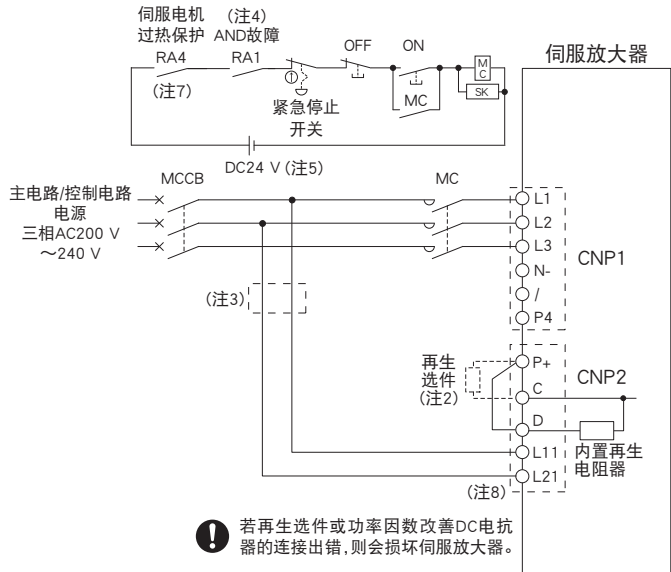 伺服电机
过热保护
(注4)
AND故障
RA4
RA1
(注7)
OFF
ON
MC
MC
SK
紧急停止
开关
DC24 V (注5)
伺服放大器
主电路/控制电路
电源
三相AC200 V
～240 V
MCCB
MC
L1
L2
L3
N-
/
P4
CNP1
(注3)
再生
选件
(注2)
P+
C
D
L11
L21
CNP2
内置再生
电阻器
(注8)
若再生选件或功率因数改善DC电抗
器的连接出错,则会损坏伺服放大器。